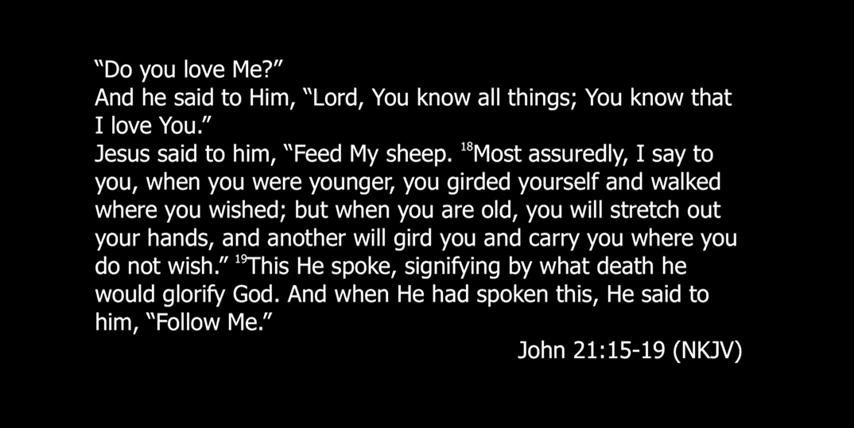 “Do you love Me?”
And he said to Him, “Lord, You know all things; You know that
I love You.”
Jesus said to him, “Feed My sheep. 18Most assuredly, I say to
you, when you were younger, you girded yourself and walked
where you wished; but when you are old, you will stretch out
your hands, and another will gird you and carry you where you
do not wish.” 19This He spoke, signifying by what death he
would glorify God. And when He had spoken this, He said to
him, “Follow Me.”
John 21:15-19 (NKJV)